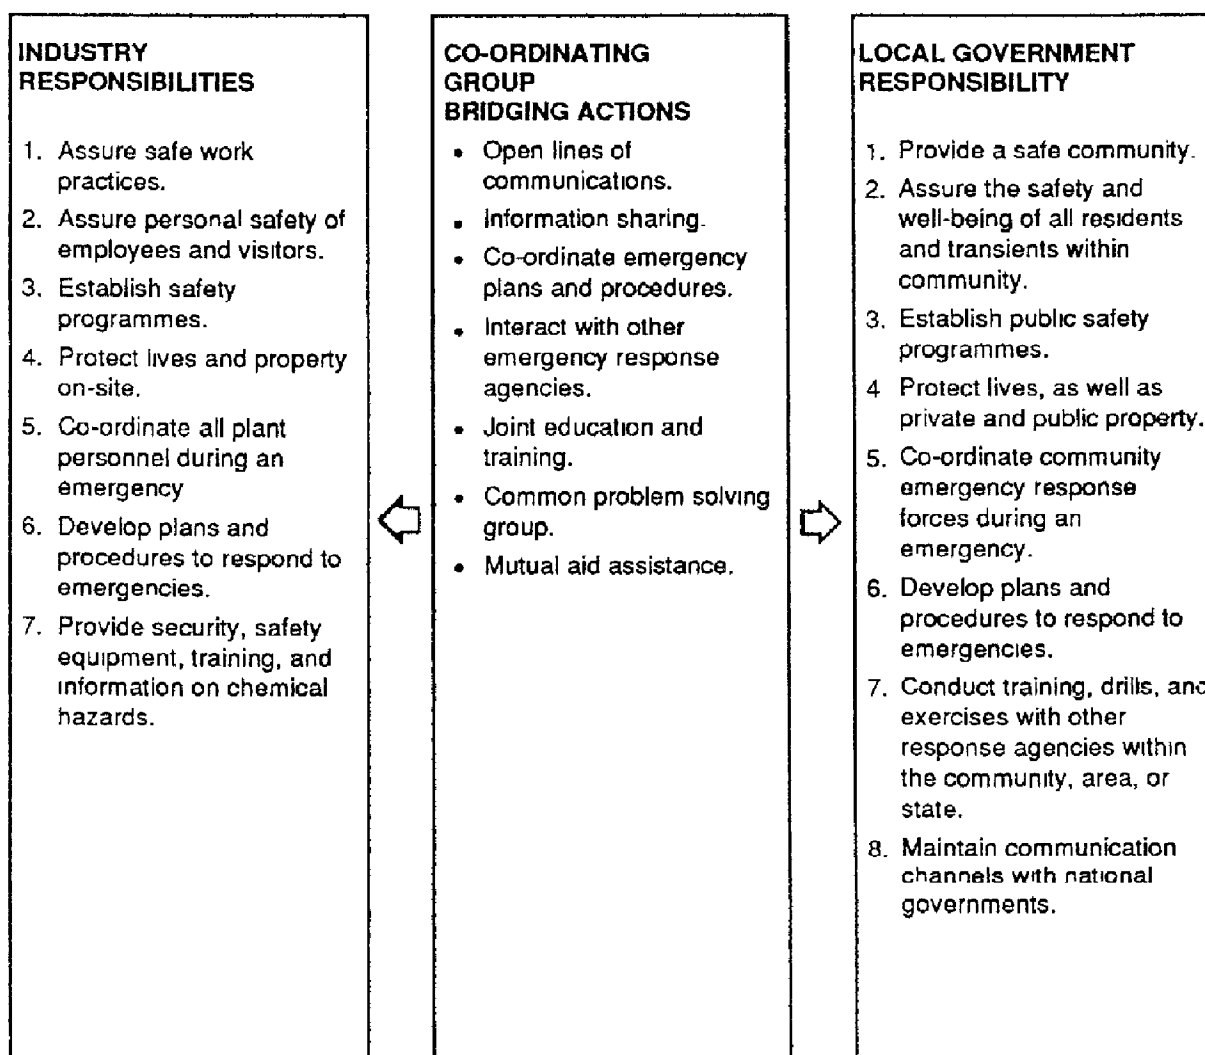 INDUSTRY
RESPONSIBILITIES
1. Assure safe work
practices.
2. Assure personal safety of
employees and visitors.
3. Establish safety
programmes.
4. Protect lives and property
on-site.
5. Co-ordinate all plant
personnel during an
emergency
6. Develop plans and
procedures to respond to
emergencies.
7. Provide security, safety
equipment, training, and
information on chemical
hazards.
CO-ORDINATING
GROUP
BRIDGING ACTIONS
• Open lines of
communications.
• Information sharing.
• Co-ordinate emergency
plans and procedures.
• Interact with other
emergency response
agencies.
• Joint education and
training.
• Common problem solving
group.
• Mutual aid assistance.
LOCAL GOVERNMENT
RESPONSIBILITY
1. Provide a safe community.
2. Assure the safety and
well-being of all residents
and transients within
community.
3. Establish public safety
programmes.
4 Protect lives, as well as
private and public property.
5. Co-ordinate community
emergency response
forces during an
emergency.
6. Develop plans and
procedures to respond to
emergencies.
7. Conduct training, drills, and
exercises with other
response agencies within
the community, area, or
state.
8. Maintain communication
channels with national
governments.